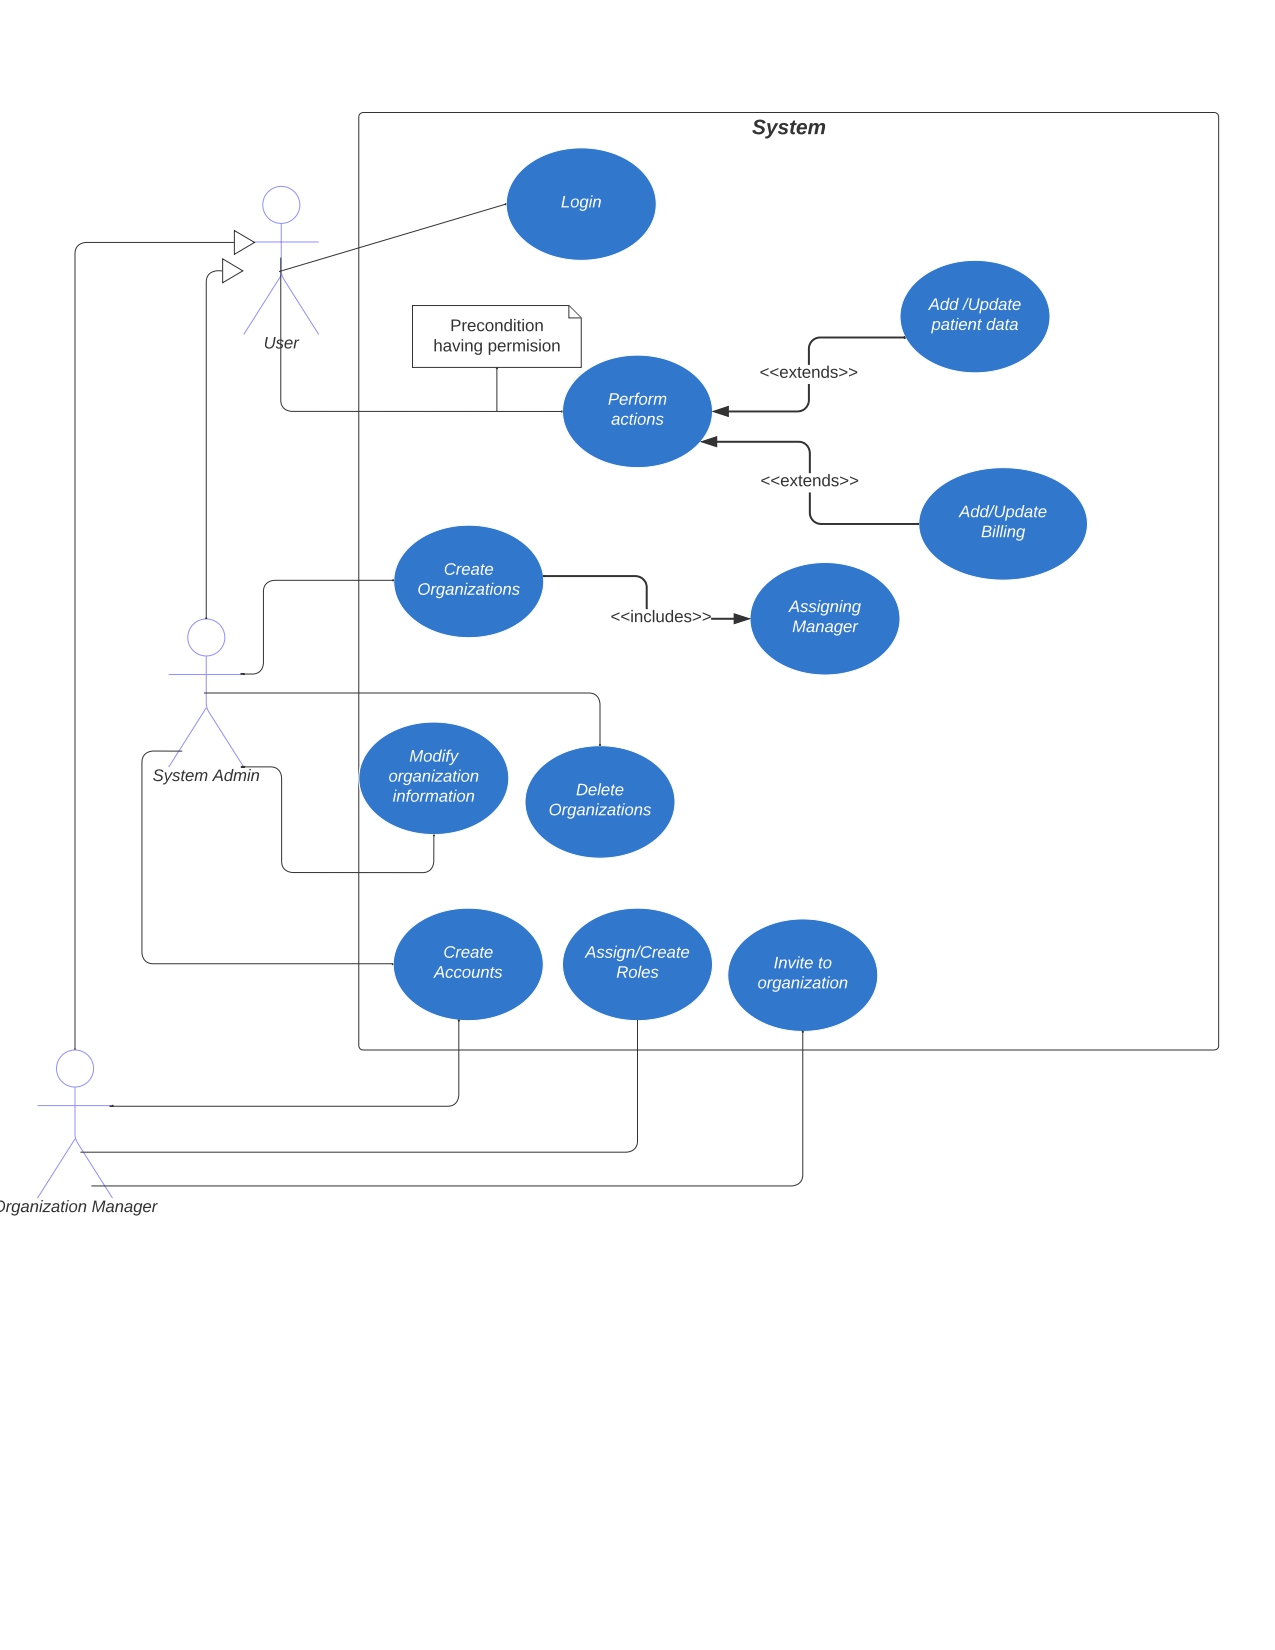 System
Login
Add /Update
patient data
Precondition
having permision
User
<<extends>>
Perform
actions
<<extends>>
Add/Update
Billing
Create
Organizations
<<includes>>
Assigning
Manager
Modify
organization
information
System Admin
Delete
Organizations
Create
Accounts
Assign/Create
Roles
Invite to
organization
Organization Manager